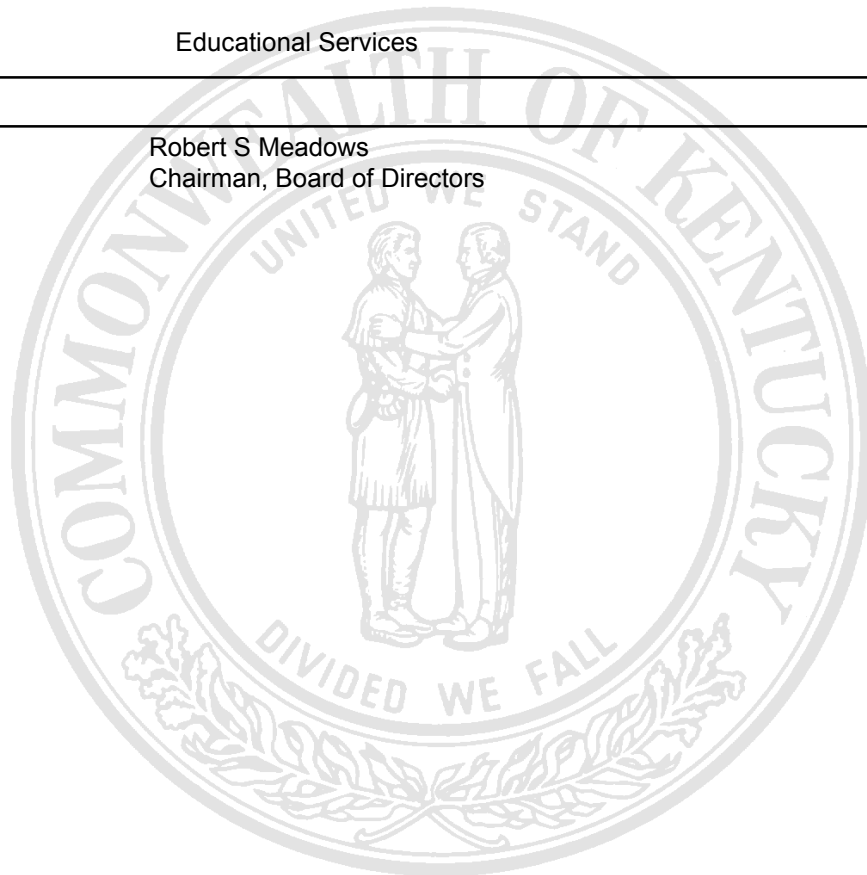 Educational Services
Robert S Meadows
Chairman, Board of Directors
COMMONWEALTH OF KENTUCKY
UNITED WE STAND
DIVIDED WE FALL